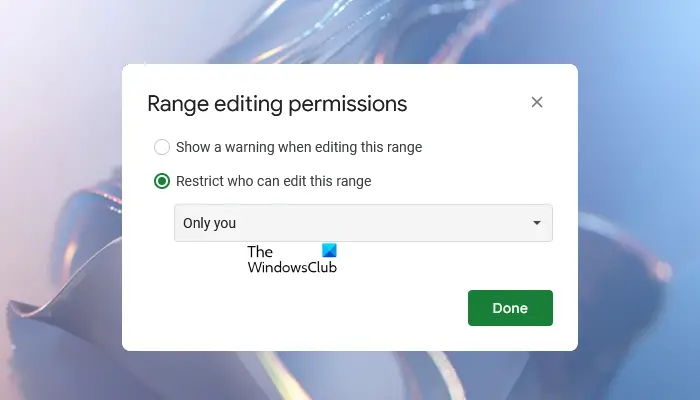 Range editing permissions
Show a warning when editing this range
Restrict who can edit this range
Only you
The
WindowsClub
Done